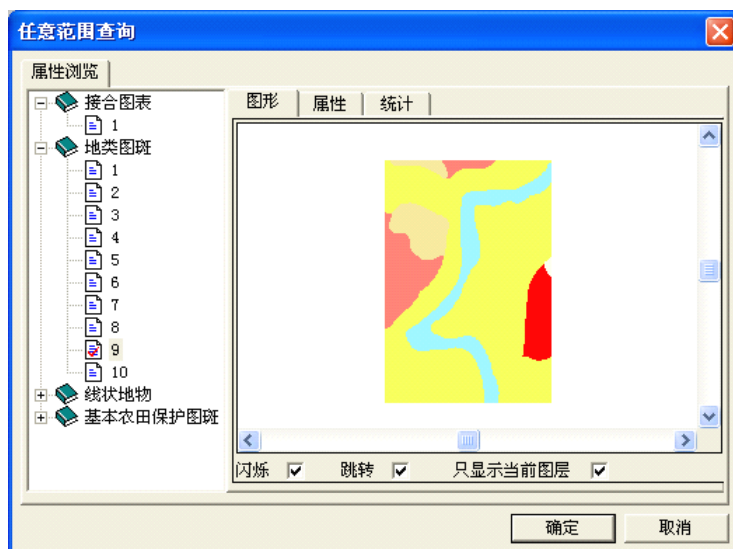 任意范围查询
属性浏览
接合图表
1
地类图斑
1
2
3
4
5
6
7
8
9
10
线状地物
基本农田保护图斑
图形 属性 统计
闪烁 跳转 只显示当前图层
确定 取消